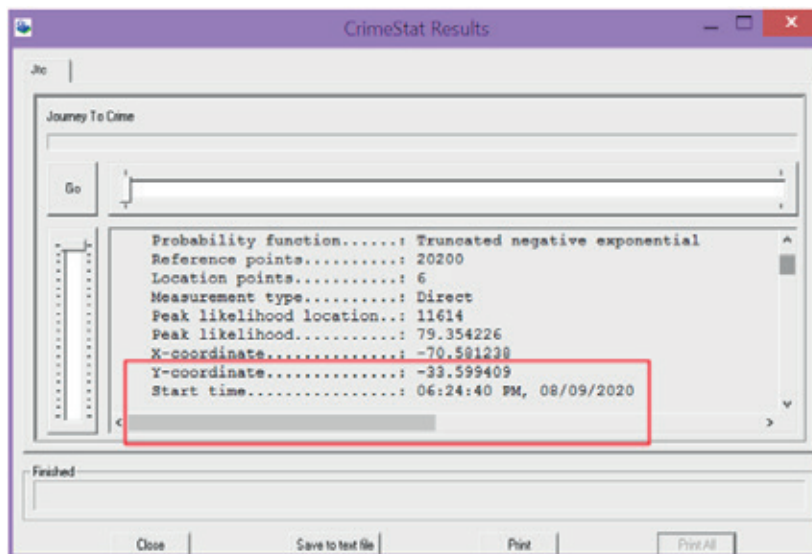 CrimeStat Results
Jtc
Journey To Crime
Go
Probability function......: Truncated negative exponential
Reference points..........: 20200
Location points...........: 6
Measurement type..........: Direct
Peak likelihood location..: 11614
Peak likelihood...........: 79.354226
X-coordinate..............: -70.581238
Y-coordinate..............: -33.599409
Start time................: 06:24:40 PM, 08/09/2020
Finished
Close Save to text file Print Print All